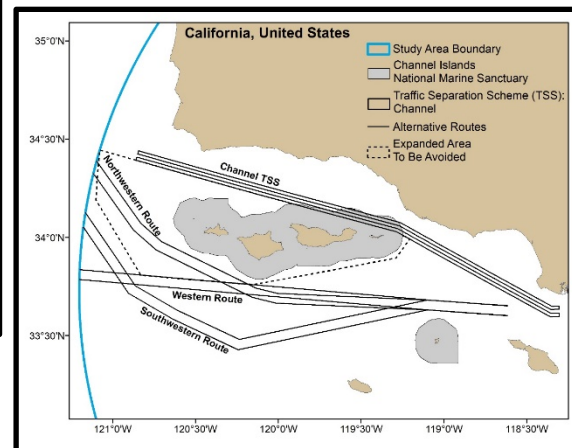 California, United States
Study Area Boundary
Channel Islands
National Marine Sanctuary
Traffic Separation Scheme (TSS):
Channel
Alternative Routes
Expanded Area
To Be Avoided
35°0'N
34°30'N
34°0'N
33°30'N
Channel TSS
Northwestern Route
Western Route
Southwestern Route
121°0'W
120°30'W
120°0'W
119°30'W
119°0'W
118°30'W